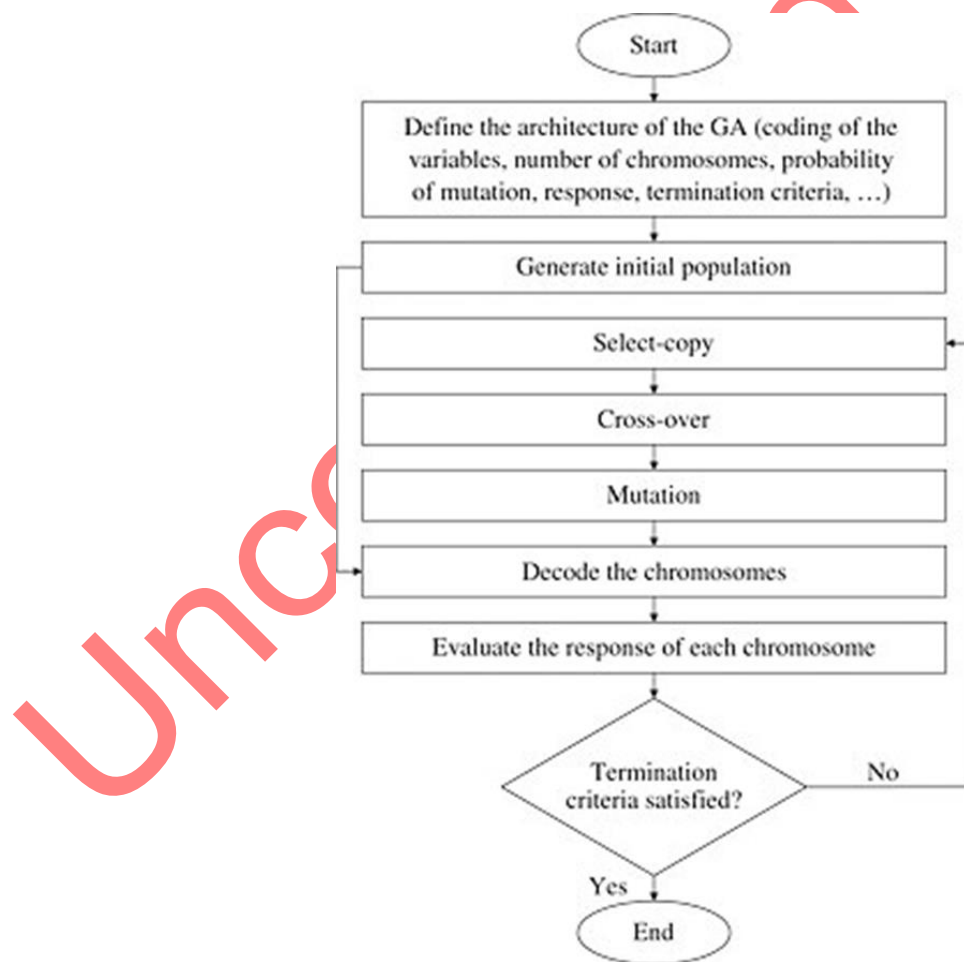 Start
Define the architecture of the GA (coding of the
variables, number of chromosomes, probability
of mutation, response, termination criteria, …)
Generate initial population
Select-copy
Cross-over
Mutation
Decode the chromosomes
Evaluate the response of each chromosome
Termination
criteria satisfied?
No
Yes
End